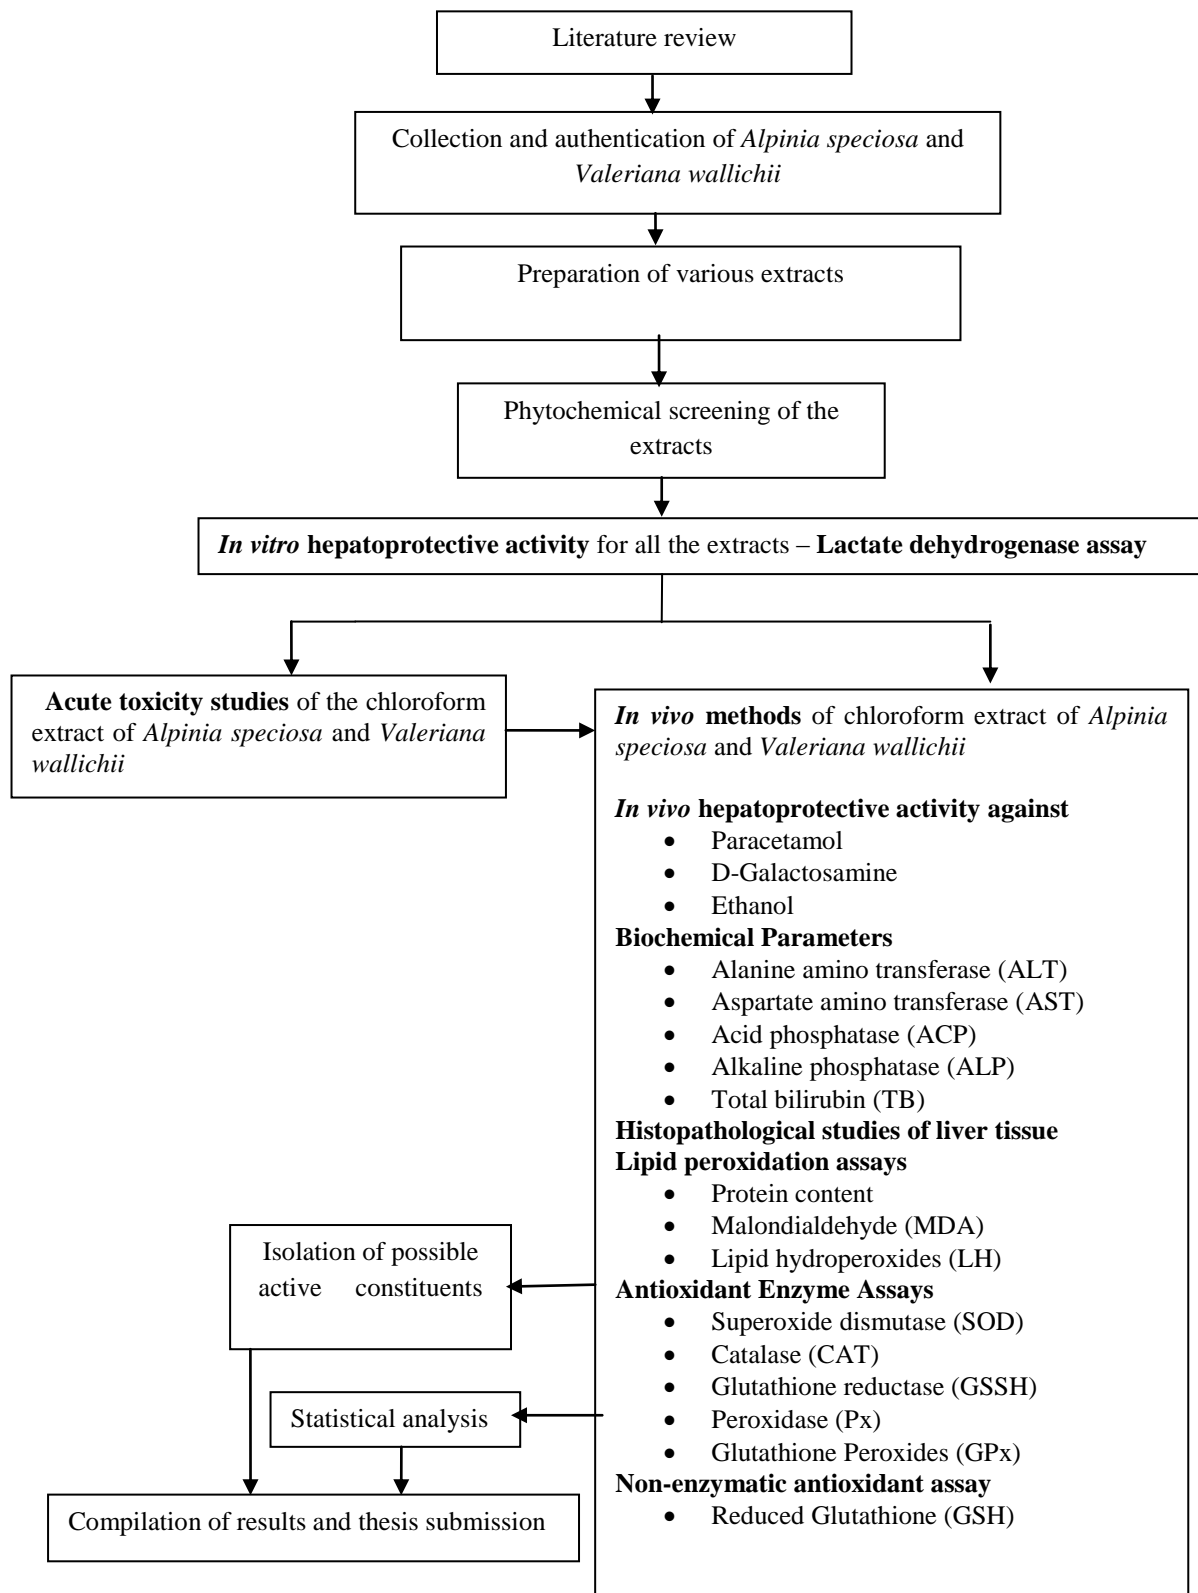 Literature review
Collection and authentication of Alpinia speciosa and
Valeriana wallichii
Preparation of various extracts
Phytochemical screening of the
extracts
In vitro hepatoprotective activity for all the extracts – Lactate dehydrogenase assay
Acute toxicity studies of the chloroform
extract of Alpinia speciosa and Valeriana
wallichii
In vivo methods of chloroform extract of Alpinia
speciosa and Valeriana wallichii
In vivo hepatoprotective activity against
• Paracetamol
• D-Galactosamine
• Ethanol
Biochemical Parameters
• Alanine amino transferase (ALT)
• Aspartate amino transferase (AST)
• Acid phosphatase (ACP)
• Alkaline phosphatase (ALP)
• Total bilirubin (TB)
Histopathological studies of liver tissue
Lipid peroxidation assays
• Protein content
• Malondialdehyde (MDA)
• Lipid hydroperoxides (LH)
Antioxidant Enzyme Assays
• Superoxide dismutase (SOD)
• Catalase (CAT)
• Glutathione reductase (GSSH)
• Peroxidase (Px)
• Glutathione Peroxides (GPx)
Non-enzymatic antioxidant assay
• Reduced Glutathione (GSH)
Isolation of possible
active constituents
Statistical analysis
Compilation of results and thesis submission